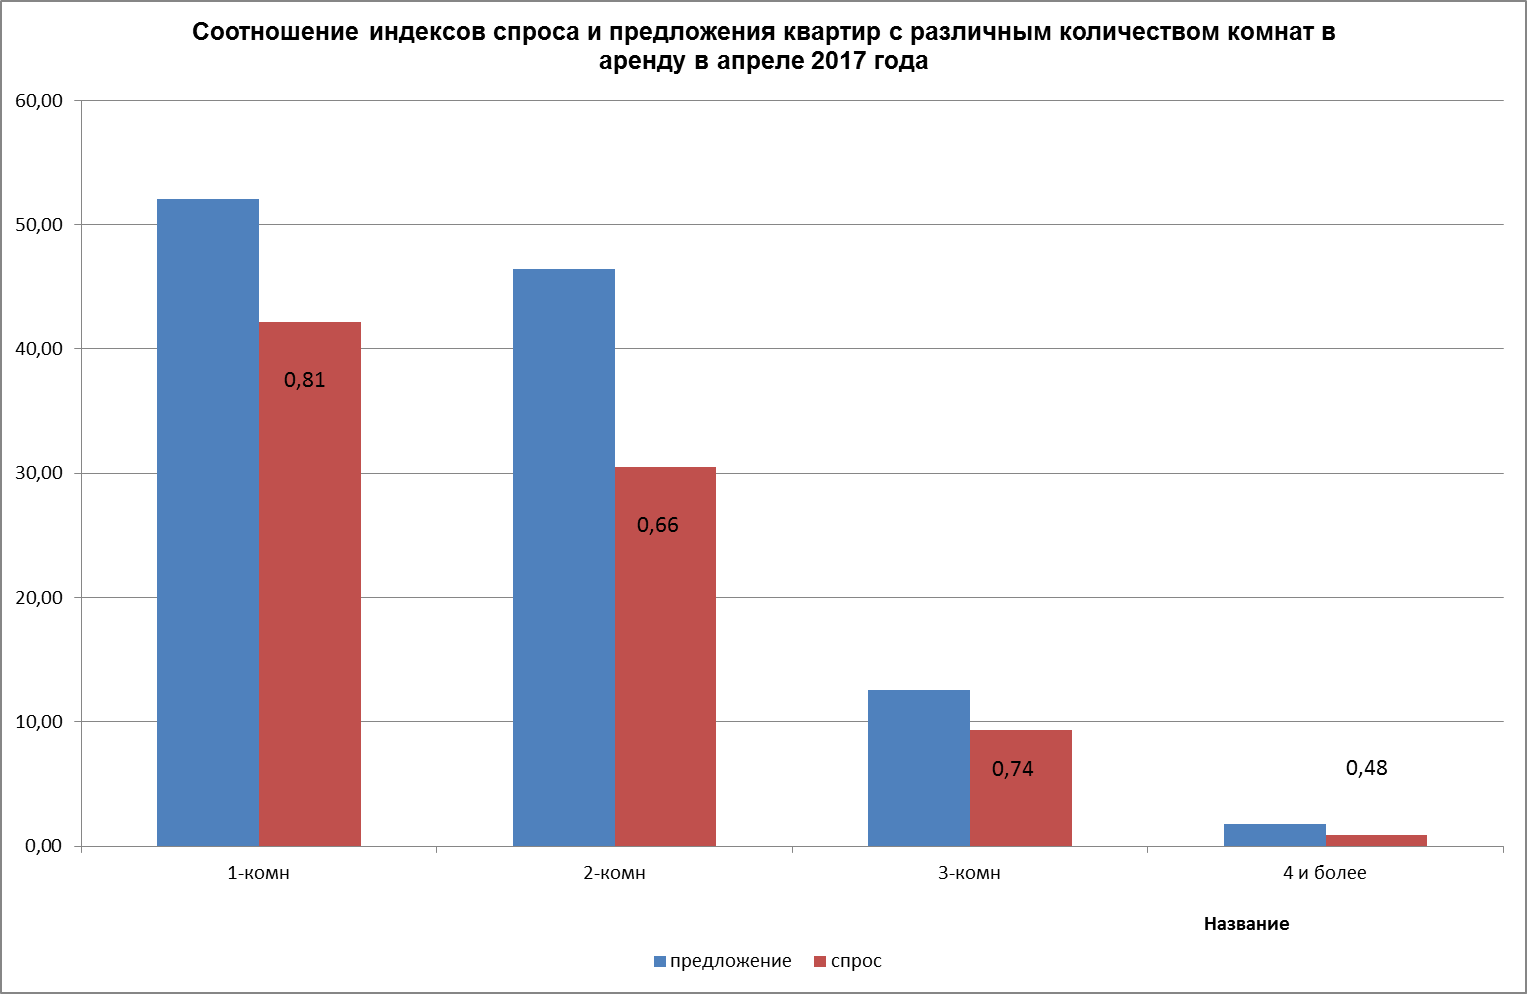 Соотношение индексов спроса и предложения квартир с различным количеством комнат в
аренду в апреле 2017 года
60,00
50,00
40,00
30,00
20,00
10,00
0,00
0,81
0,66
0,74
0,48
1-комн
2-комн
3-комн
4 и более
Название
предложение
спрос